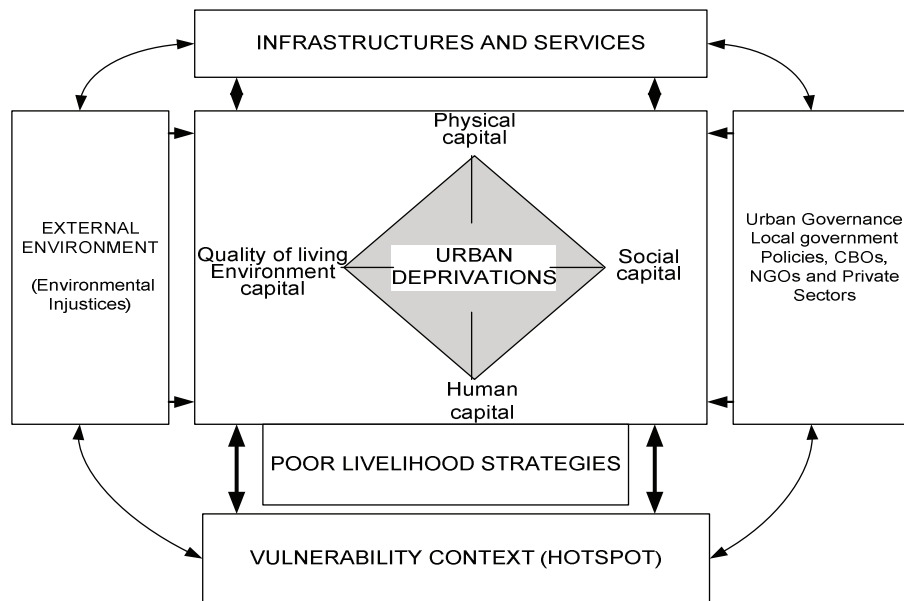 INFRASTRUCTURES AND SERVICES
Physical
capital
EXTERNAL
ENVIRONMENT
(Environmental
Injustices)
Quality of living
Environment
capital
URBAN
DEPRIVATIONS
Social
capital
Urban Governance
Local government
Policies, CBOs,
NGOs and Private
Sectors
Human
capital
POOR LIVELIHOOD STRATEGIES
VULNERABILITY CONTEXT (HOTSPOT)